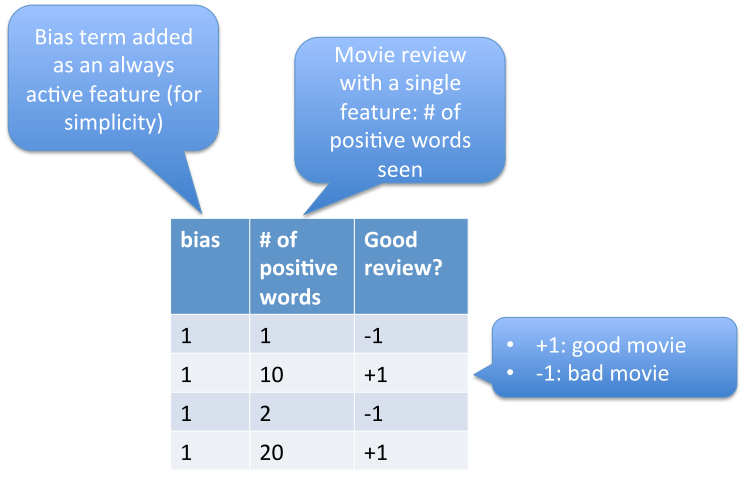 Bias term added
as an always
active feature (for
simplicity)
Movie review
with a single
feature: # of
positive words
seen
bias
# of
positive
words
Good
review?
1 1 -1
1 10 +1
1 2 -1
1 20 +1
• +1: good movie
• -1: bad movie